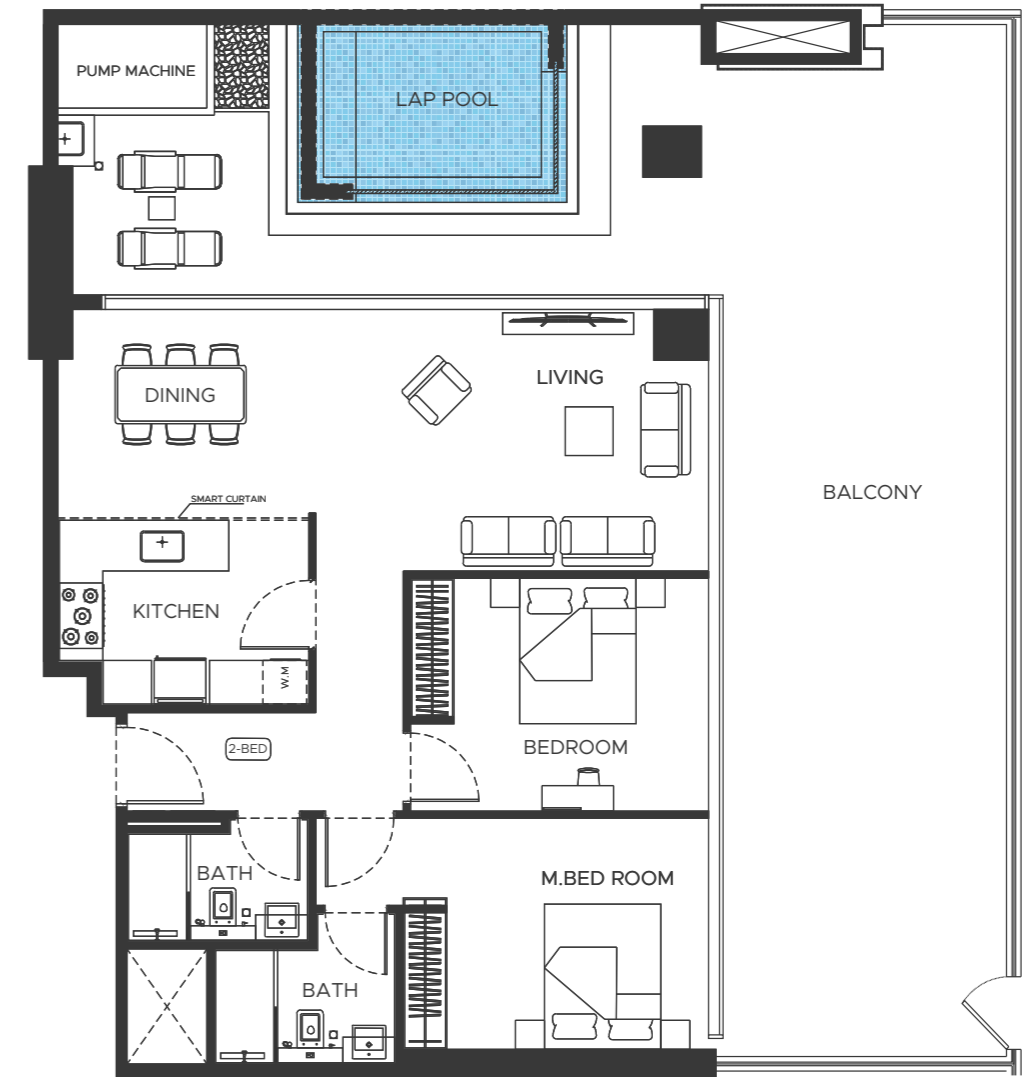 PUMP MACHINE
LAP POOL
DINING
LIVING
BALCONY
SMART CURTAIN
KITCHEN
W.M
2-BED
BEDROOM
BATH
M.BED ROOM
BATH